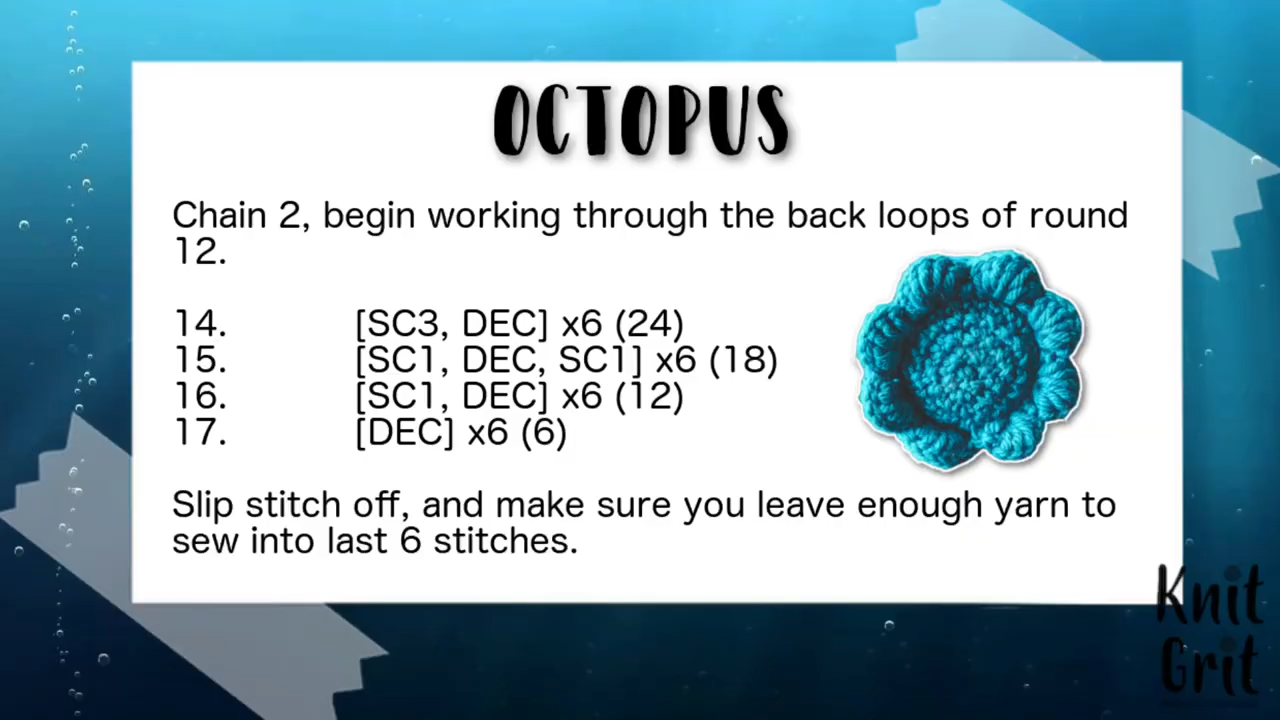 OCTOPUS
Chain 2, begin working through the back loops of round
12.
14. [SC3, DEC] x6 (24)
15. [SC1, DEC, SC1] x6 (18)
16. [SC1, DEC] x6 (12)
17. [DEC] x6 (6)
Slip stitch off, and make sure you leave enough yarn to
sew into last 6 stitches.
Knit
Grit